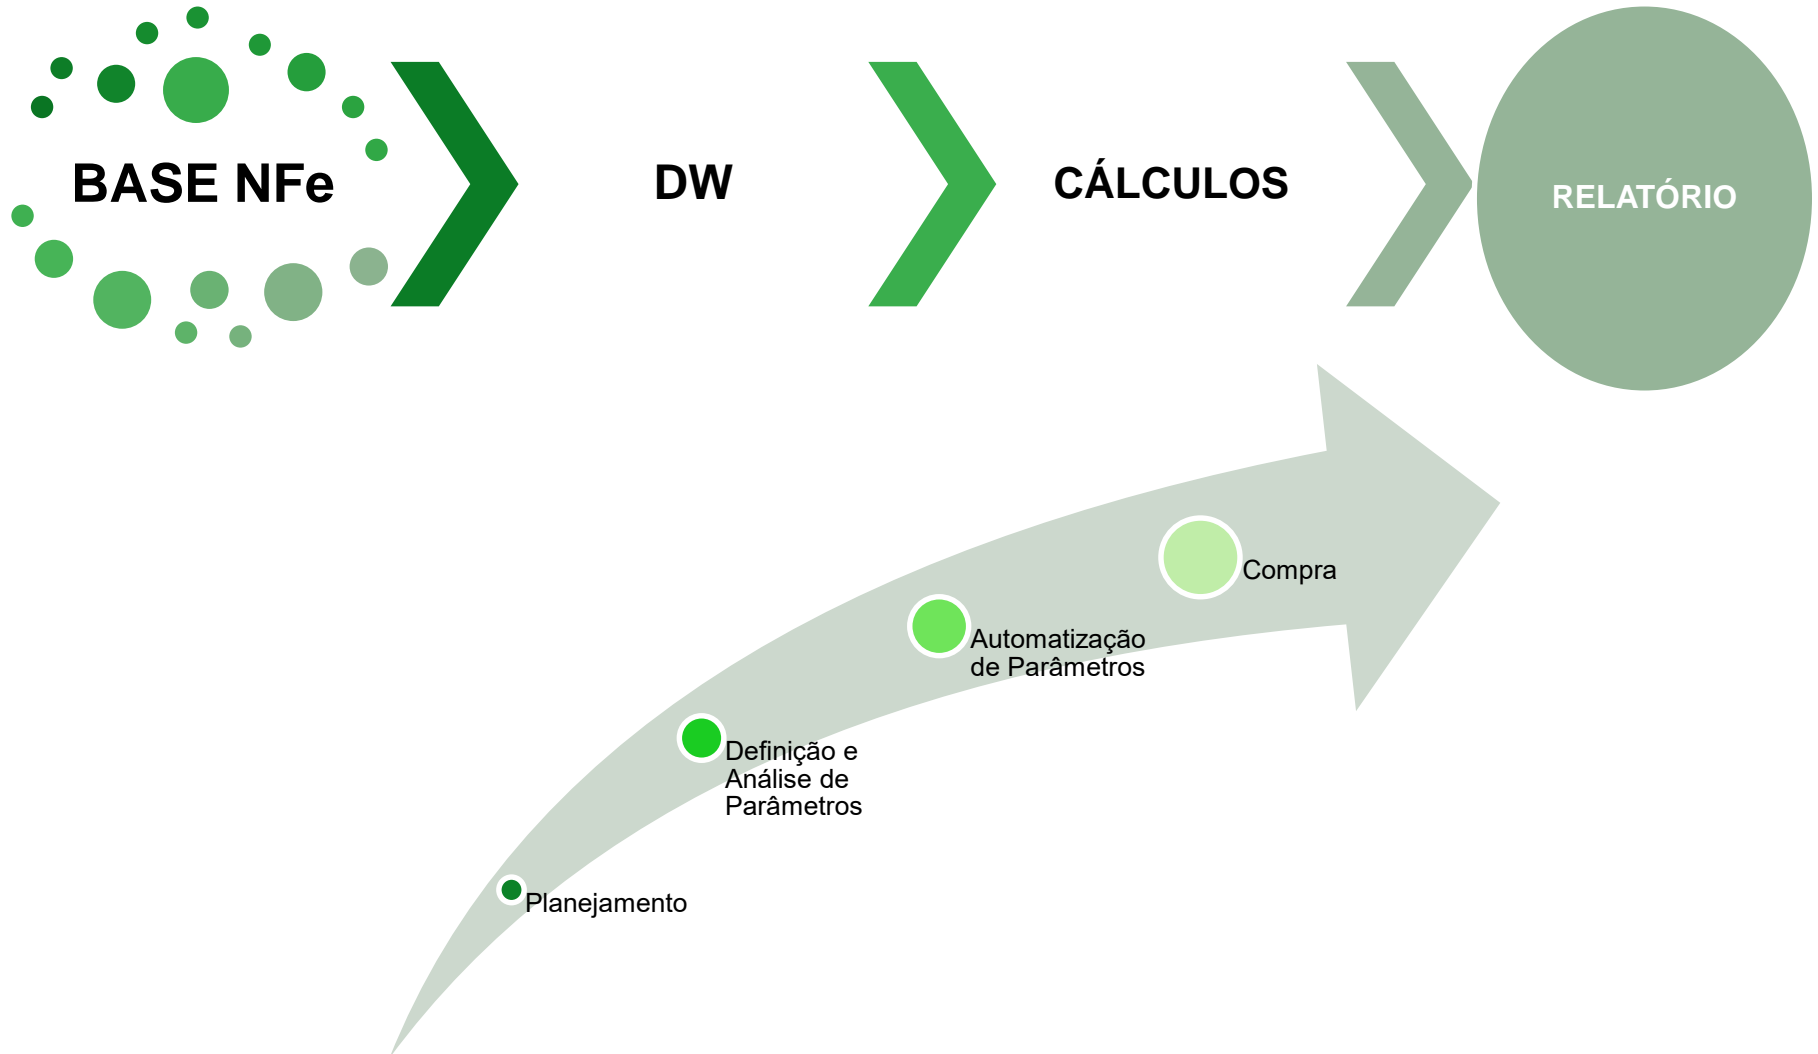 BASE NFe
DW
CÁLCULOS
RELATÓRIO
Compra
Automatização
de Parâmetros
Definição e
Análise de
Parâmetros
Planejamento